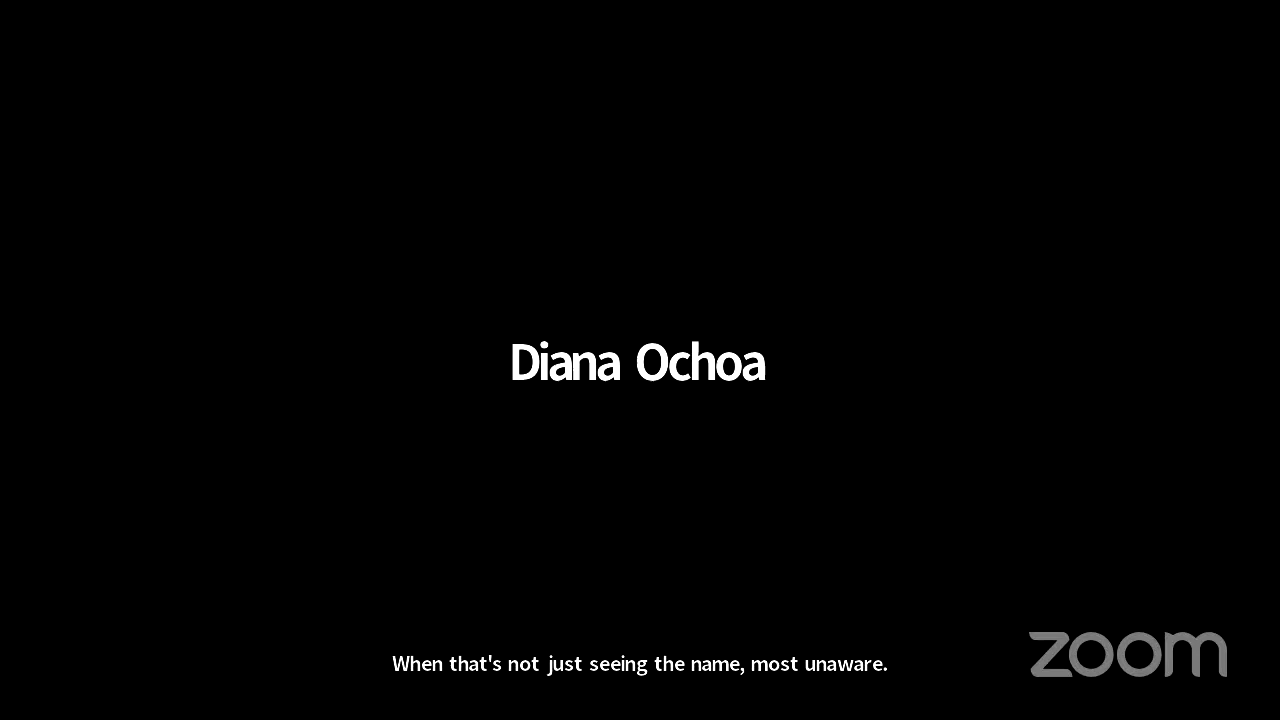 Diana Ochoa
When that's not just seeing the name, most unaware.
zoom